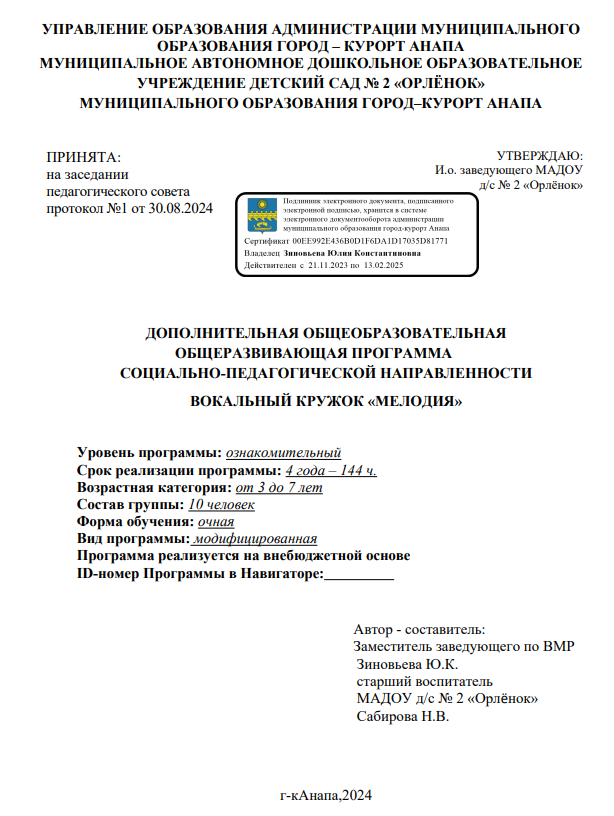 УПРАВЛЕНИЕ ОБРАЗОВАНИЯ АДМИНИСТРАЦИИ МУНИЦИПАЛЬНОГО
ОБРАЗОВАНИЯ ГОРОД – КУРОРТ АНАПА
МУНИЦИПАЛЬНОЕ АВТОНОМНОЕ ДОШКОЛЬНОЕ ОБРАЗОВАТЕЛЬНОЕ
УЧРЕЖДЕНИЕ ДЕТСКИЙ САД № 2 «ОРЛЁНОК»
МУНИЦИПАЛЬНОГО ОБРАЗОВАНИЯ ГОРОД–КУРОРТ АНАПА
ПРИНЯТА:
на заседании
педагогического совета
протокол №1 от 30.08.2024
УТВЕРЖДАЮ:
И.о. заведующего МАДОУ
д/с № 2 «Орлёнок»
Подлинник электронного документа, подписанного
электронной подписью, хранится в системе
электронного документооборота администрации
муниципального образования город-курорт Анапа
Сертификат 00EE992E436B0D1F6DA1D17035D81771
Владелец Зиновьева Юлия Константиновна
Действителен с 21.11.2023 по 13.02.2025
ДОПОЛНИТЕЛЬНАЯ ОБЩЕОБРАЗОВАТЕЛЬНАЯ
ОБЩЕРАЗВИВАЮЩАЯ ПРОГРАММА
СОЦИАЛЬНО-ПЕДАГОГИЧЕСКОЙ НАПРАВЛЕННОСТИ
ВОКАЛЬНЫЙ КРУЖОК «МЕЛОДИЯ»
Уровень программы: ознакомительный
Срок реализации программы: 4 года – 144 ч.
Возрастная категория: от 3 до 7 лет
Состав группы: 10 человек
Форма обучения: очная
Вид программы: модифицированная
Программа реализуется на внебюджетной основе
ID-номер Программы в Навигаторе:__________
Автор - составитель:
Заместитель заведующего по ВМР
Зиновьева Ю.К.
старший воспитатель
МАДОУ д/с № 2 «Орлёнок»
Сабирова Н.В.
г-кАнапа,2024